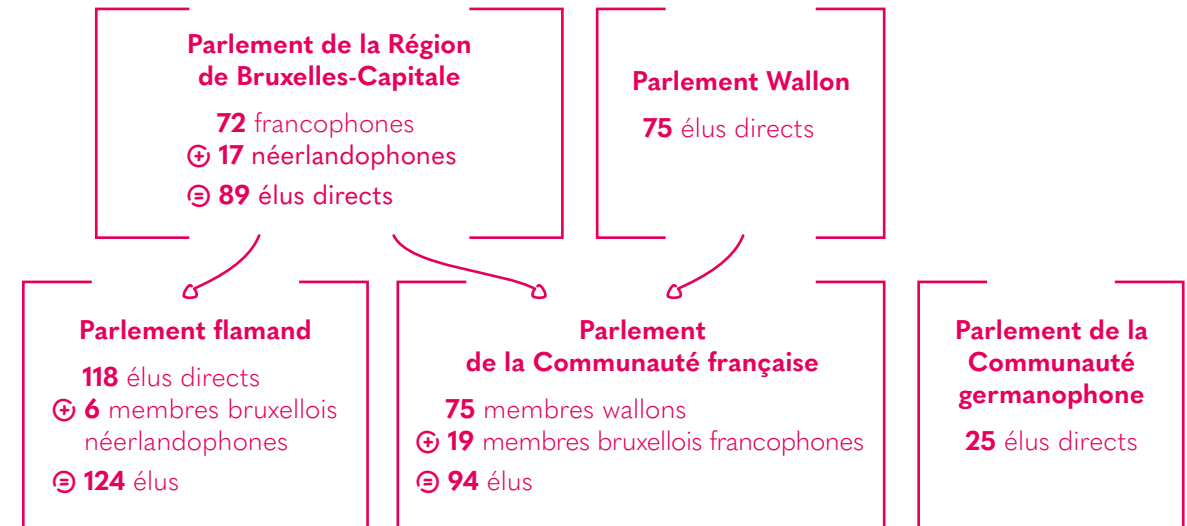 Parlement de la Région
de Bruxelles-Capitale
72 francophones
⊕ 17 néerlandophones
⊜ 89 élus directs
Parlement Wallon
75 élus directs
Parlement flamand
118 élus directs
⊕ 6 membres bruxellois
néerlandophones
⊜ 124 élus
Parlement
de la Communauté française
75 membres wallons
⊕ 19 membres bruxellois francophones
⊜ 94 élus
Parlement de la
Communauté
germanophone
25 élus directs